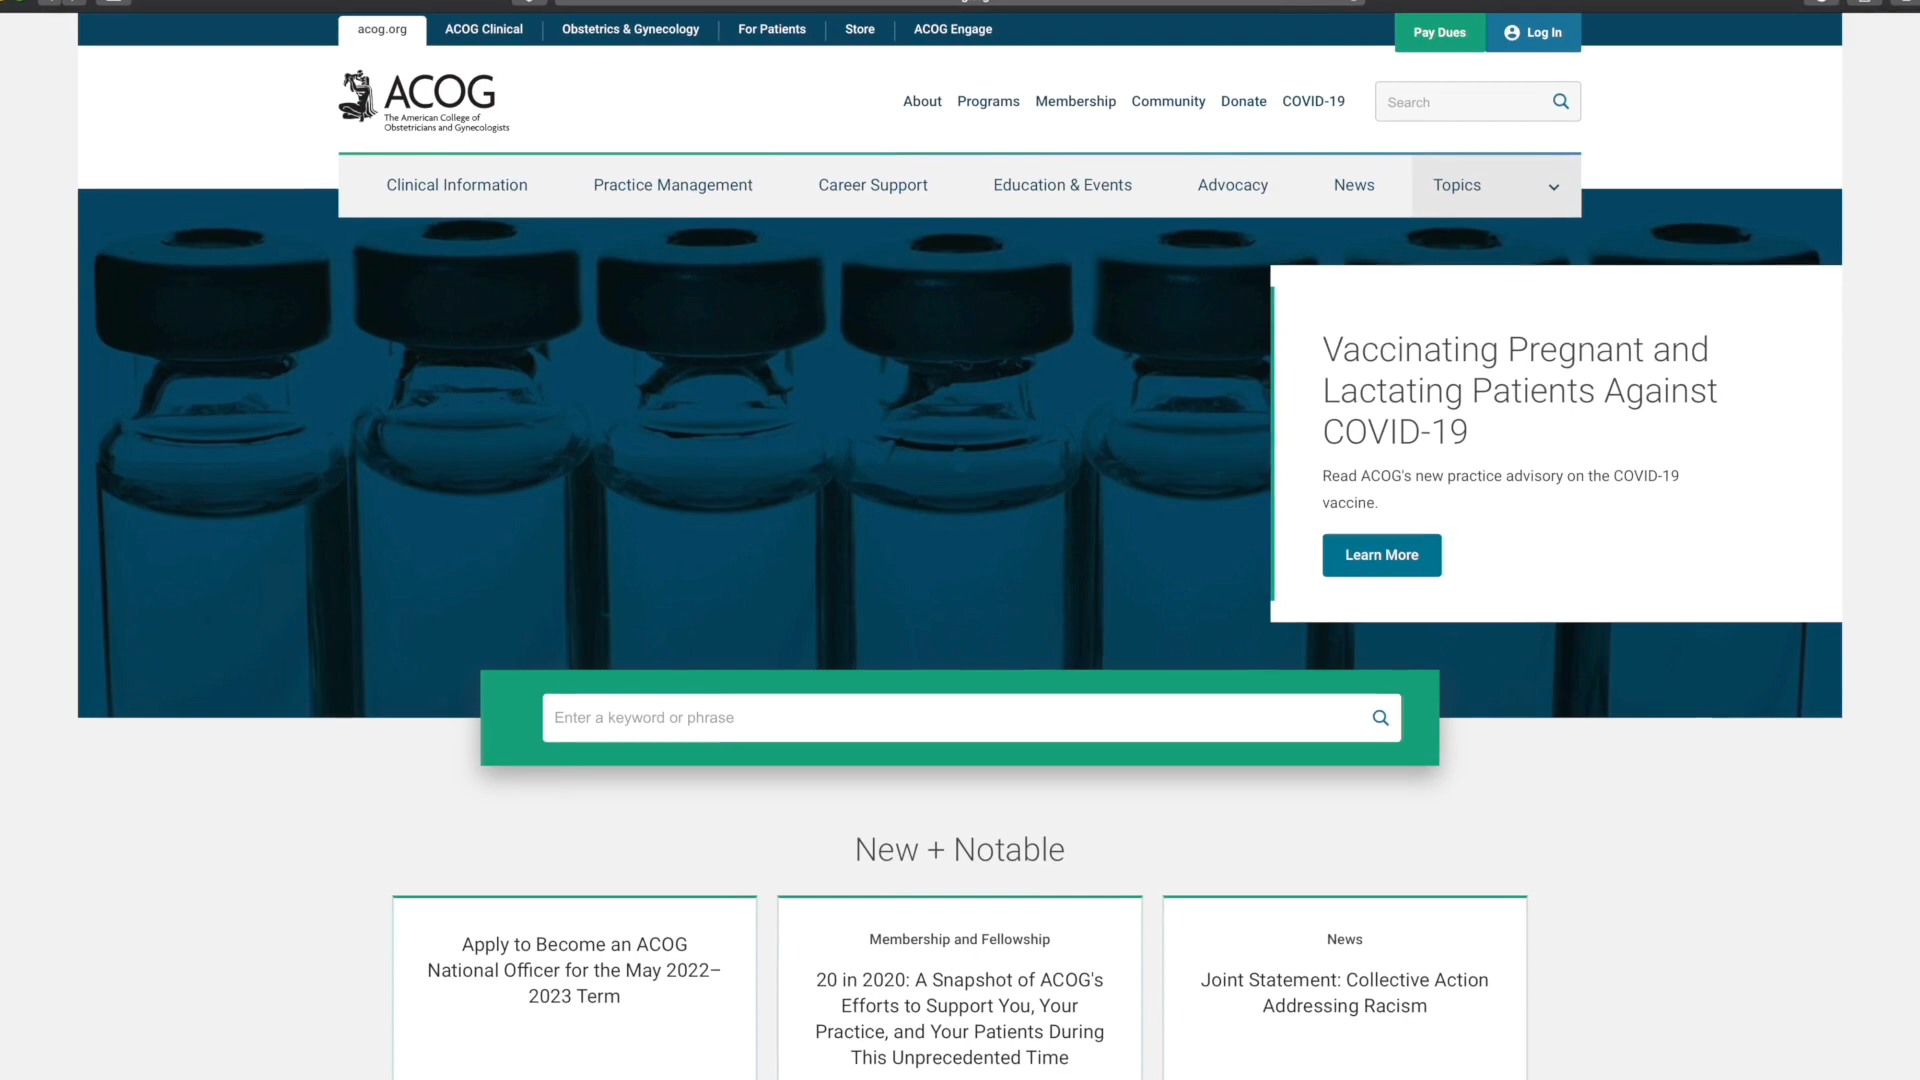 acog.org
ACOG Clinical
Obstetrics & Gynecology
For Patients
Store
ACOG Engage
Pay Dues
Log In
ACOG
The American College of
Obstetricians and Gynecologists
About
Programs
Membership
Community
Donate
COVID-19
Search
Clinical Information
Practice Management
Career Support
Education & Events
Advocacy
News
Topics
Vaccinating Pregnant and
Lactating Patients Against
COVID-19
Read ACOG's new practice advisory on the COVID-19
vaccine.
Learn More
Enter a keyword or phrase
New + Notable
Apply to Become an ACOG
National Officer for the May 2022–
2023 Term
Membership and Fellowship
20 in 2020: A Snapshot of ACOG's
Efforts to Support You, Your
Practice, and Your Patients During
This Unprecedented Time
News
Joint Statement: Collective Action
Addressing Racism